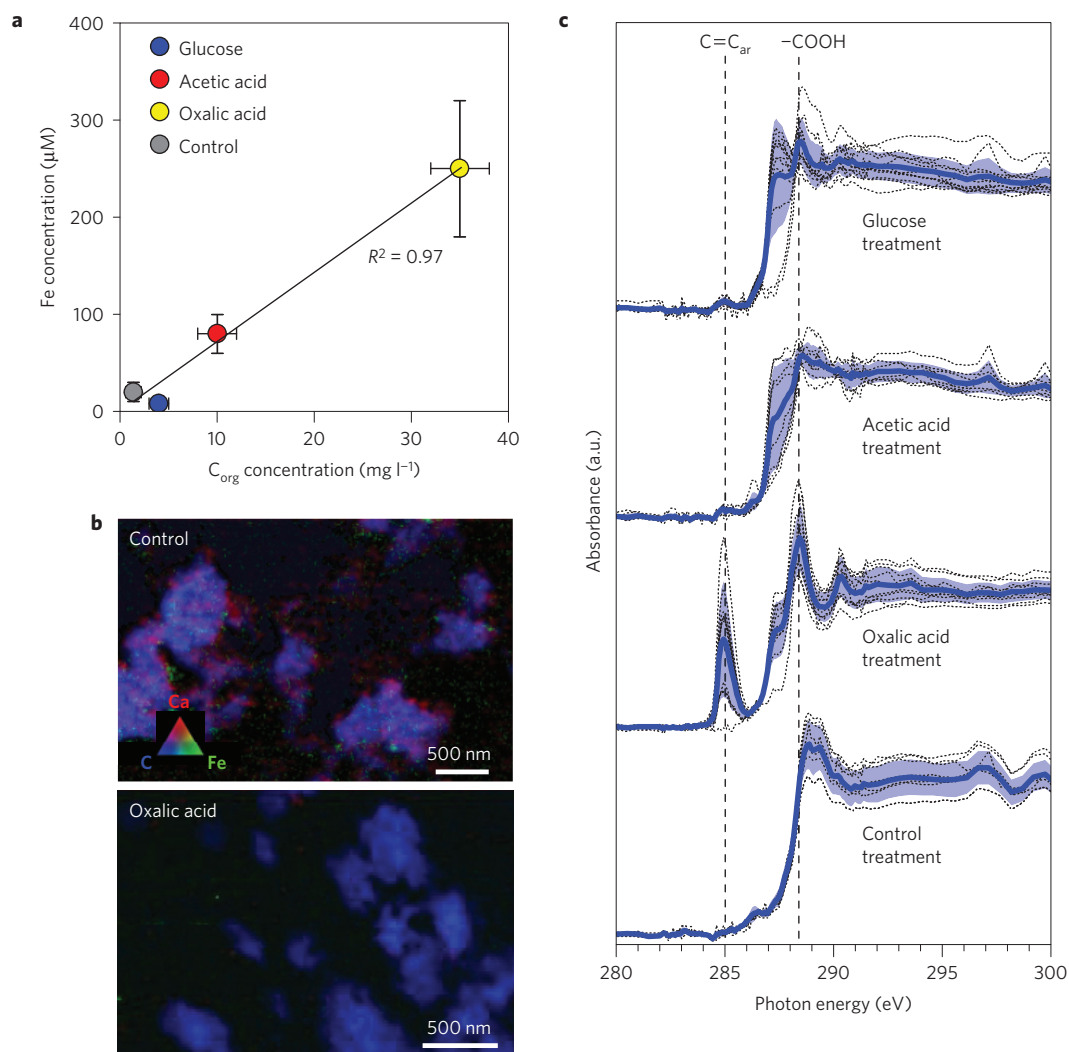 a
400
300
200
100
0
0
10
20
30
40
Fe concentration (µM)
C_org concentration (mg l⁻¹)
Glucose
Acetic acid
Oxalic acid
Control
R² = 0.97
b
Control
Ca
C
Fe
500 nm
Oxalic acid
500 nm
c
C=C_ar
–COOH
Glucose
treatment
Acetic acid
treatment
Oxalic acid
treatment
Control
treatment
Absorbance (a.u.)
280
285
290
295
300
Photon energy (eV)